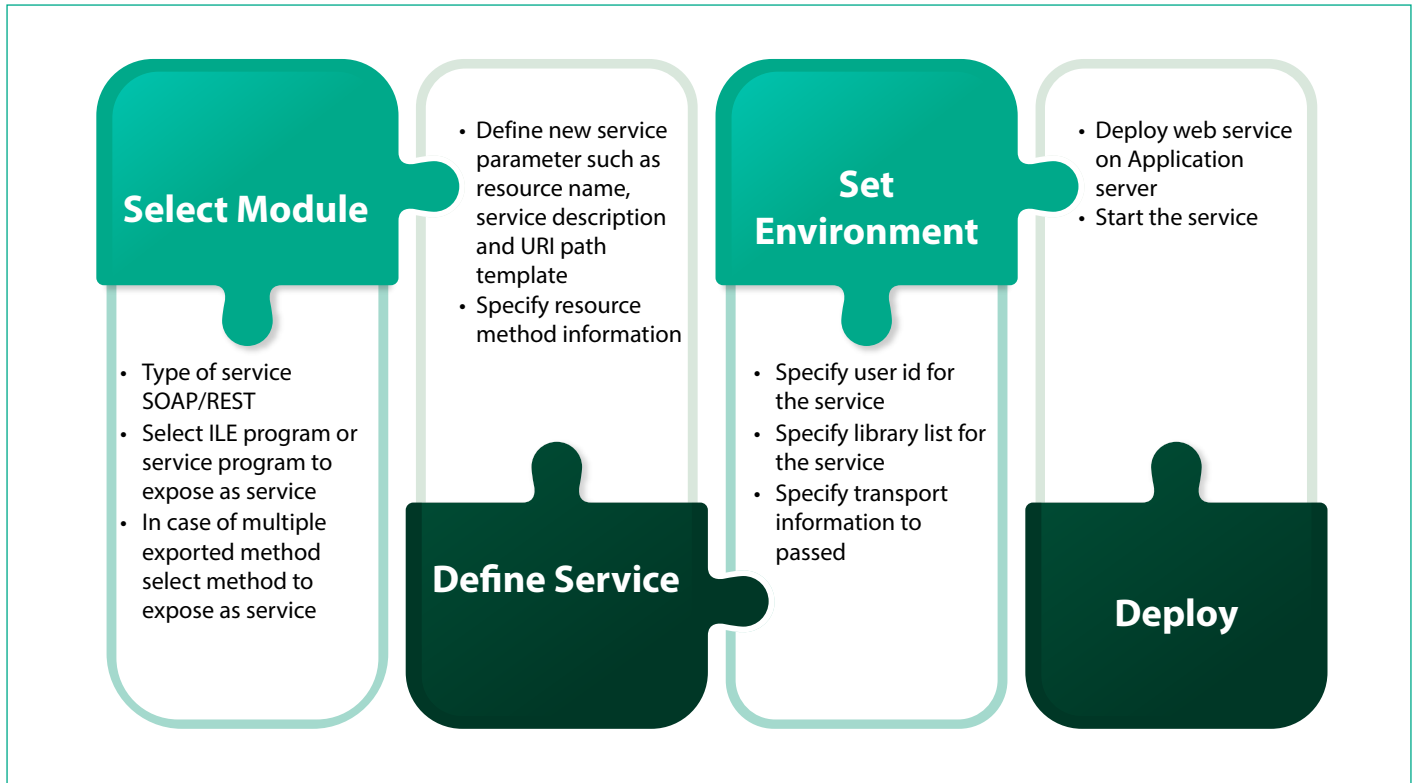 Select Module
• Type of service
SOAP/REST
• Select ILE program or
service program to
expose as service
• In case of multiple
exported method
select method to
expose as service
• Define new service
parameter such as
resource name,
service description
and URI path
template
• Specify resource
method information
Define Service
Set
Environment
• Specify user id for
the service
• Specify library list for
the service
• Specify transport
information to
passed
• Deploy web service
on Application
server
• Start the service
Deploy